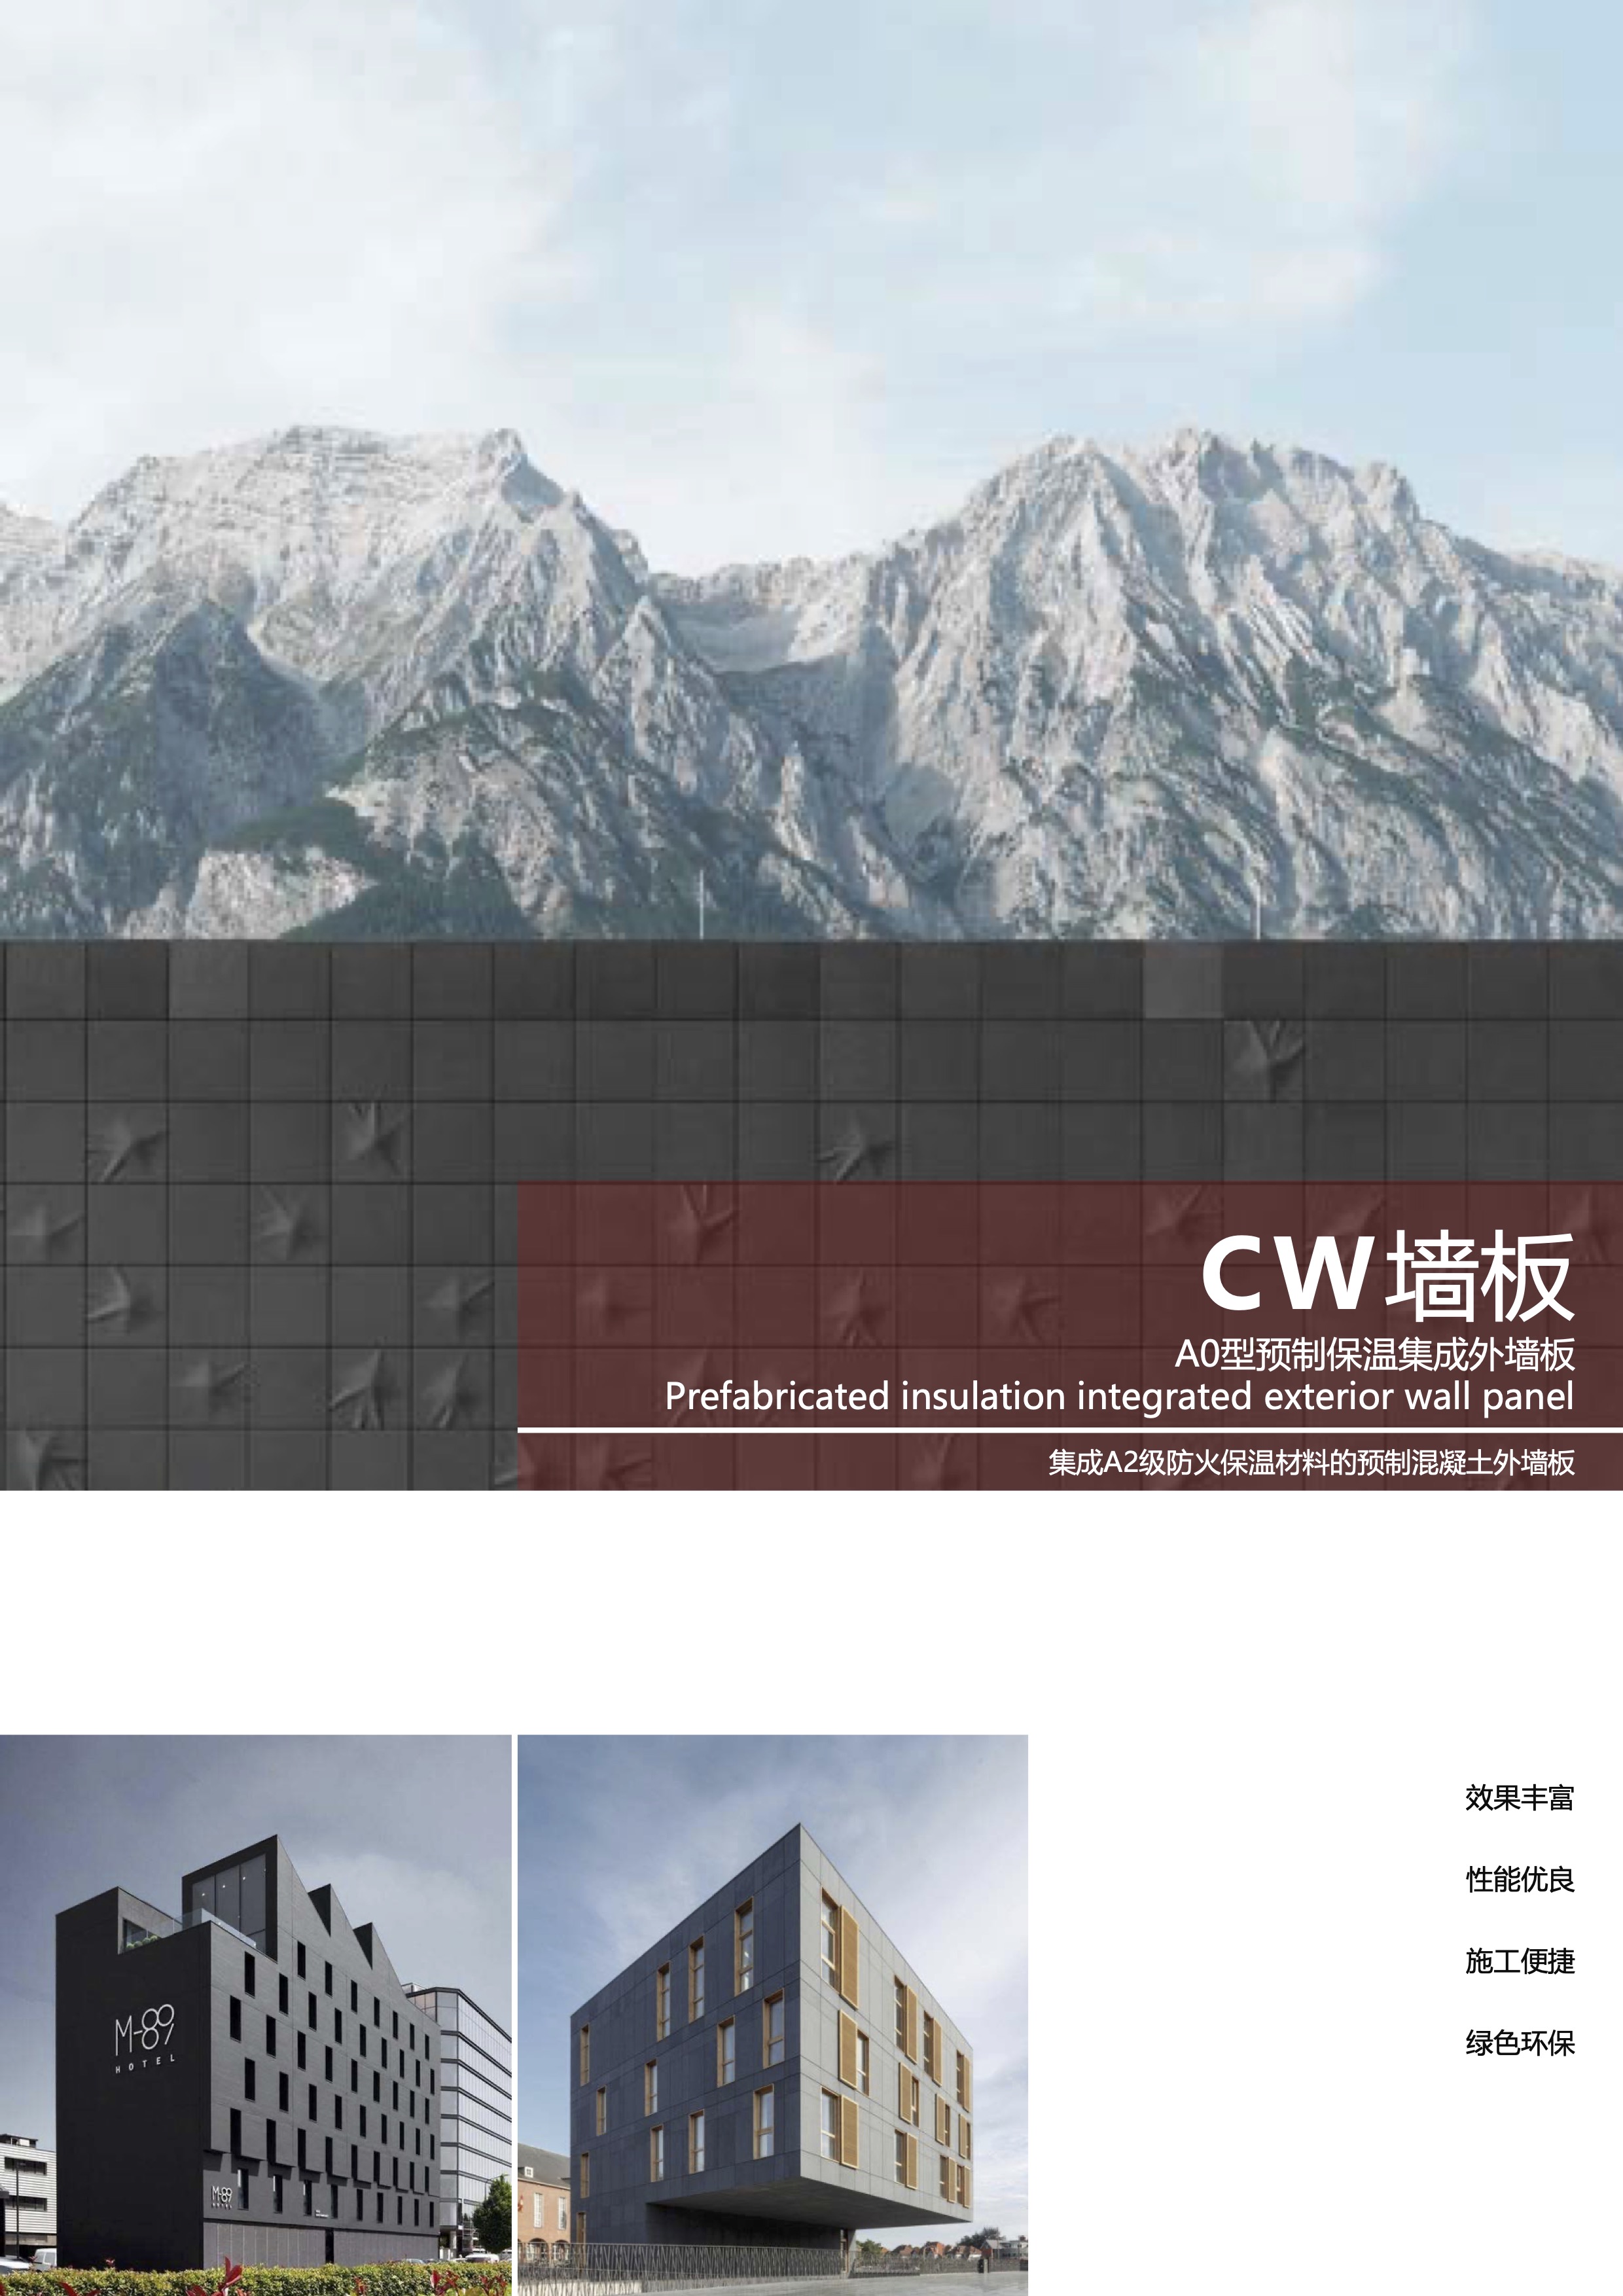 CW墙板
A0型预制保温集成外墙板
Prefabricated insulation integrated exterior wall panel
集成A2级防火保温材料的预制混凝土外墙板
效果丰富
性能优良
施工便捷
绿色环保
M-89
HOTEL
M-89